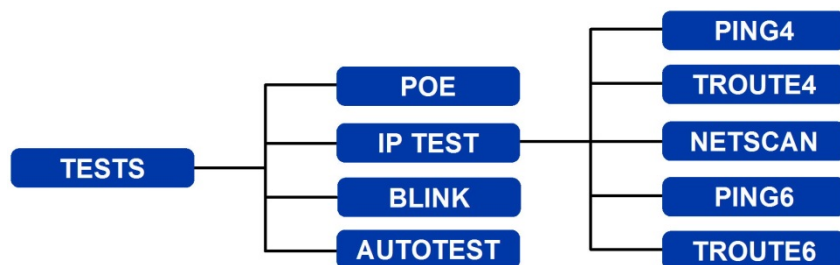 TESTS
POE
IP TEST
BLINK
AUTOTEST
PING4
TROUTE4
NETSCAN
PING6
TROUTE6